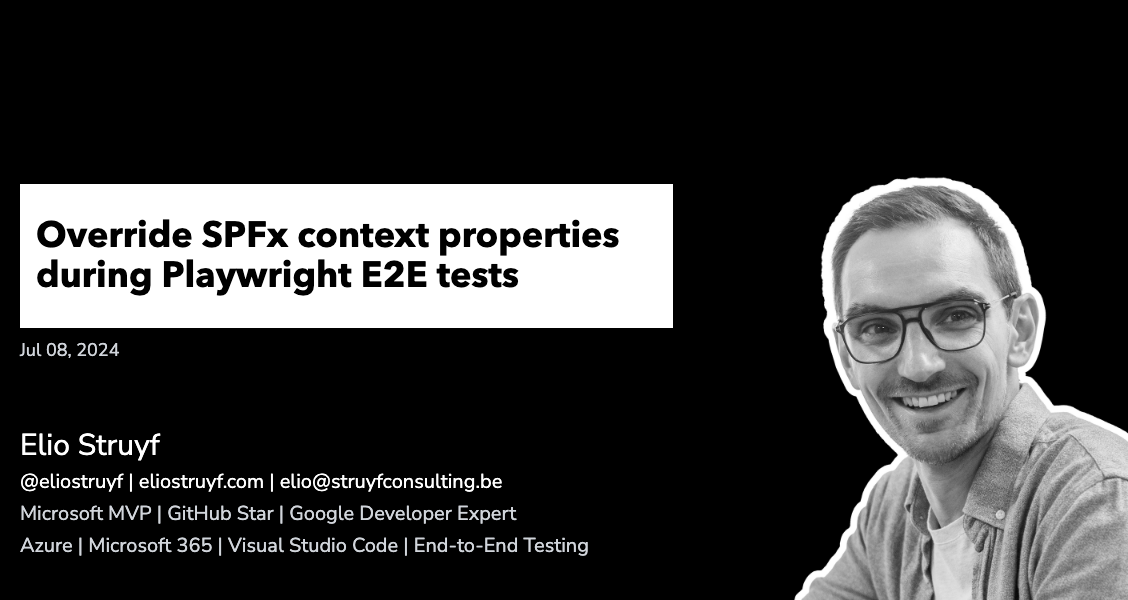 Override SPFx context properties
during Playwright E2E tests
Jul 08, 2024
Elio Struyf
@eliostruyf | eliostruyf.com | elio@struyfconsulting.be
Microsoft MVP | GitHub Star | Google Developer Expert
Azure | Microsoft 365 | Visual Studio Code | End-to-End Testing